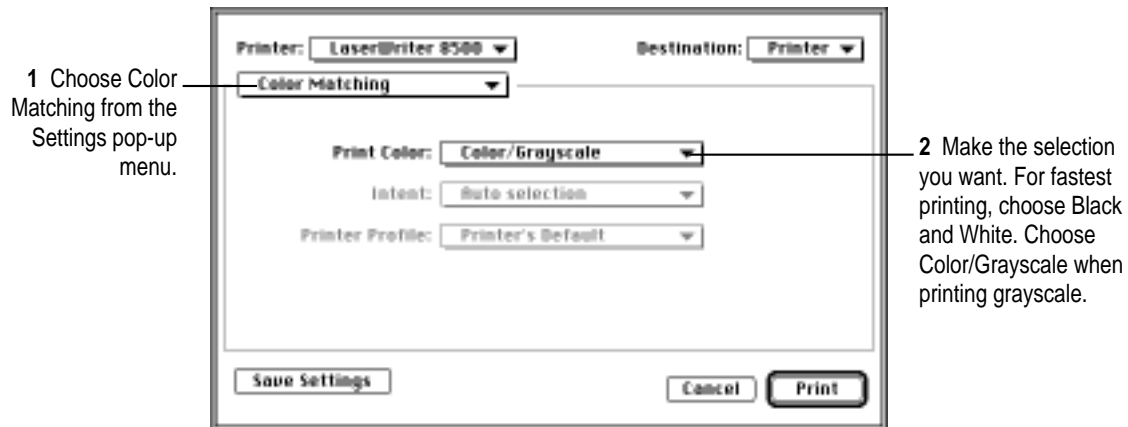 Printer: LaserWriter 8500
Destination: Printer
1 Choose Color
Matching from the
Settings pop-up
menu.
Color Matching
Print Color: Color/Grayscale
Intent: Auto selection
Printer Profile: Printer's Default
2 Make the selection
you want. For fastest
printing, choose Black
and White. Choose
Color/Grayscale when
printing grayscale.
Save Settings
Cancel
Print